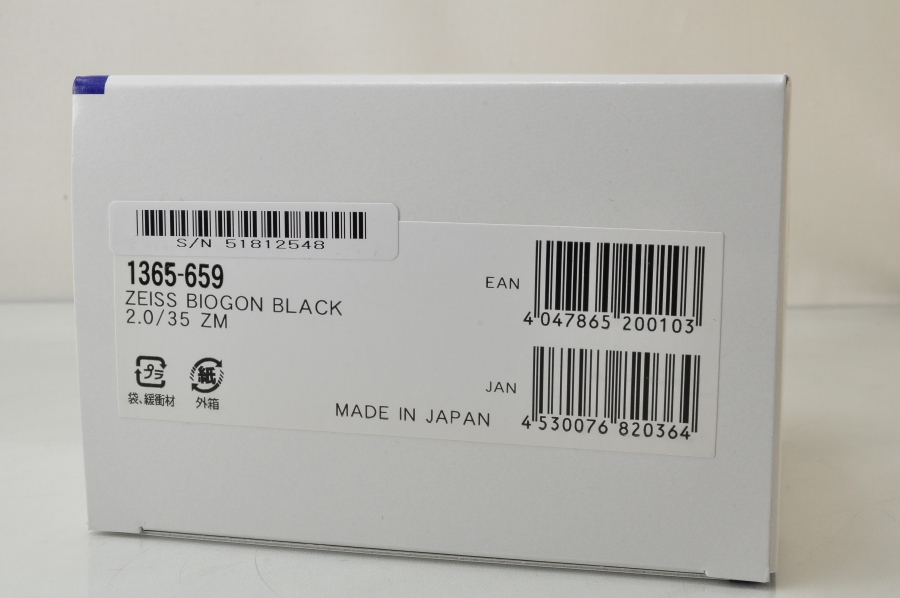 S/N 51812548
1365-659
ZEISS BIOGON BLACK
2.0/35 ZM
EAN
4 047865 200103
プラ
袋、緩衝材
紙
外箱
JAN
4 530076 820364
MADE IN JAPAN